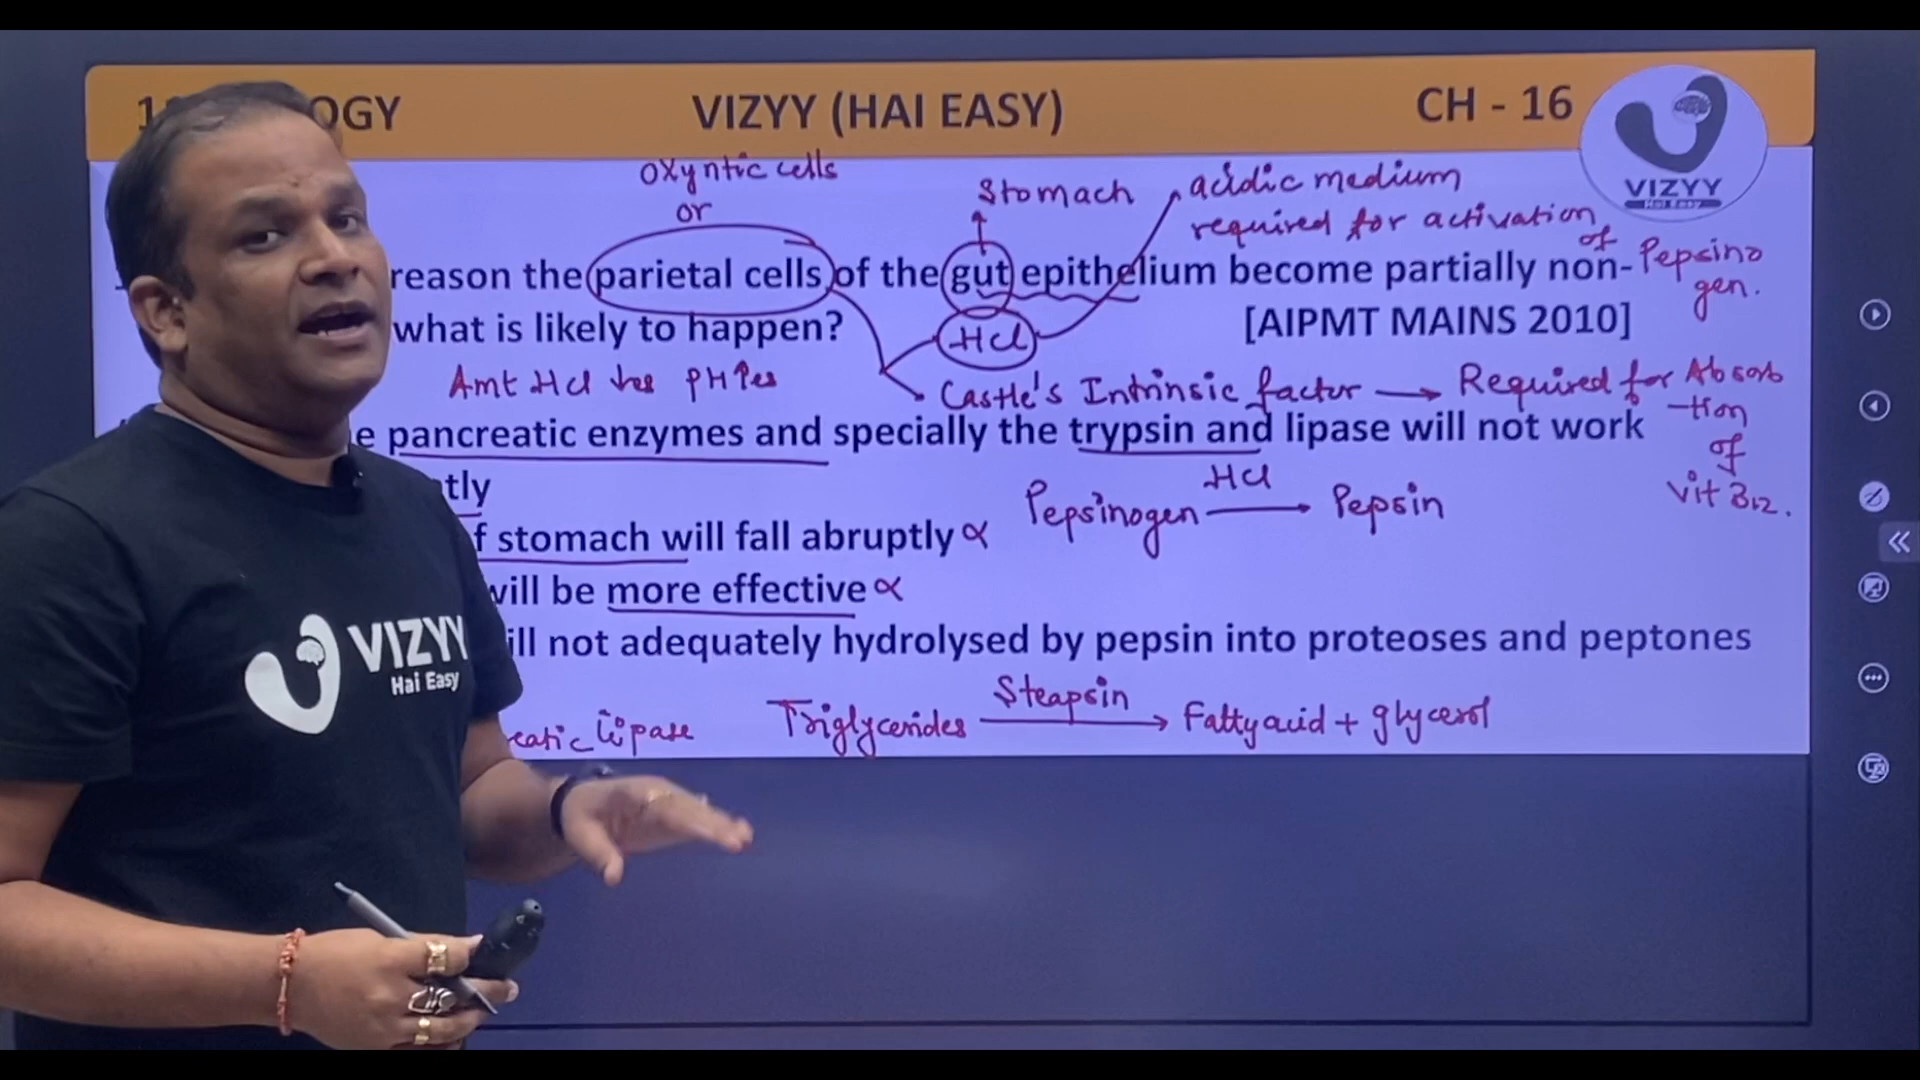 OGY VIZYY (HAI EASY) CH - 16
VIZYY
Hai Easy
oxyntic cells
or
Stomach
acidic medium
required for activation
of
Pepsino
gen.
reason the parietal cells of the gut epithelium become partially non-
what is likely to happen? [AIPMT MAINS 2010]
Hcl
Amt Hcl PH
Castle's Intrinsic factor → Required for Absorb
-tion
of
Vit B12.
e pancreatic enzymes and specially the trypsin and lipase will not work
tly
Pepsinogen Hcl → Pepsin
f stomach will fall abruptly
will be more effective
ill not adequately hydrolysed by pepsin into proteoses and peptones
eatic lipase Triglycerides Steapsin → Fatty acid + glycerol
VIZYY
Hai Easy